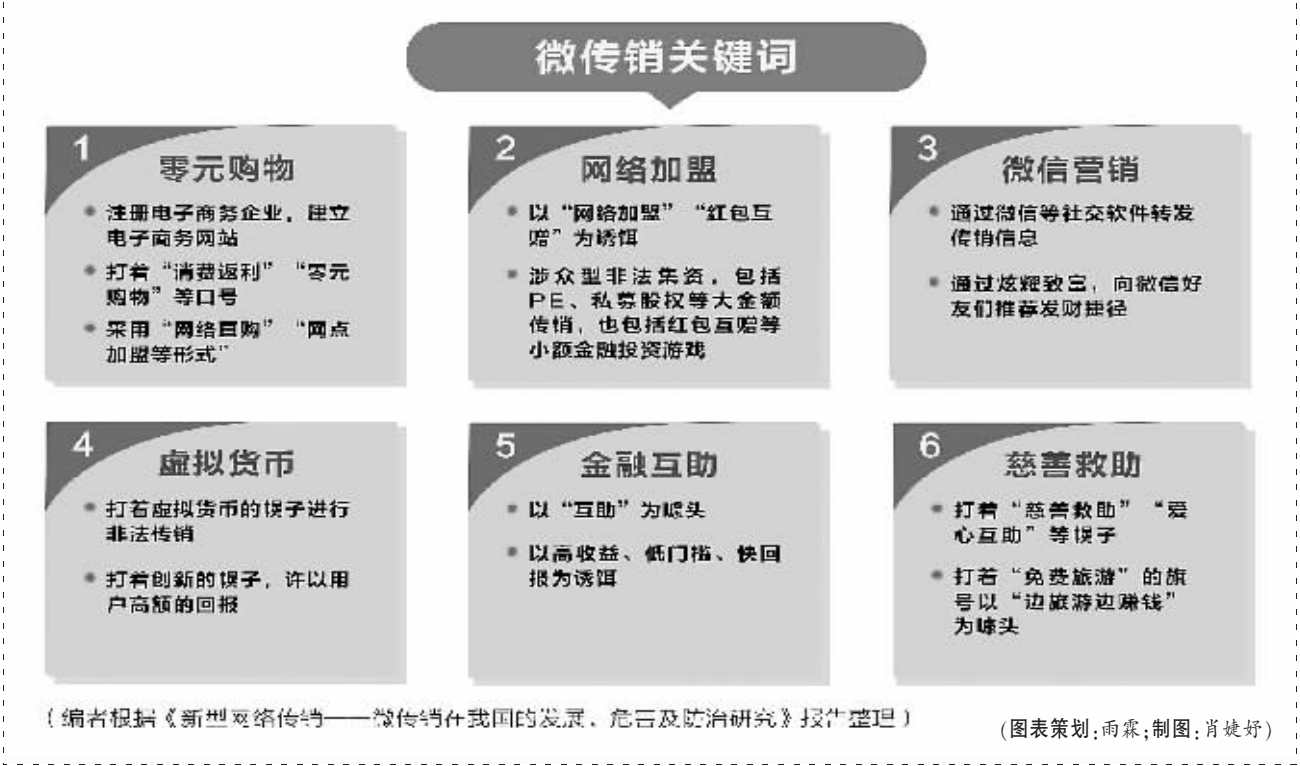 微传销关键词
1
零元购物
注册电子商务企业，建立
电子商务网站
打着“消费返利”“零元
购物”等口号
采用“网络直购”“网点
加盟等形式”
2
网络加盟
以“网络加盟”“红包互
赠”为诱饵
涉众型非法集资，包括
PE、私募股权等大金额
传销，也包括红包互赠等
小额金融投资游戏
3
微信营销
通过微信等社交软件转发
传销信息
通过炫耀致富，向微信好
友们推荐发财捷径
4
虚拟货币
打着虚拟货币的幌子进行
非法传销
打着创新的幌子，许以用
户高额的回报
5
金融互助
以“互助”为噱头
以高收益、低门槛、快回
报为诱饵
6
慈善救助
打着“慈善救助”“爱
心互助”等幌子
打着“免费旅游”的旗
号以“边旅游边赚钱”
为噱头
（编者根据《新型网络传销——微传销在我国的发展、危害及防治研究》报告整理）
(图表策划:雨霖;制图:肖婕妤)